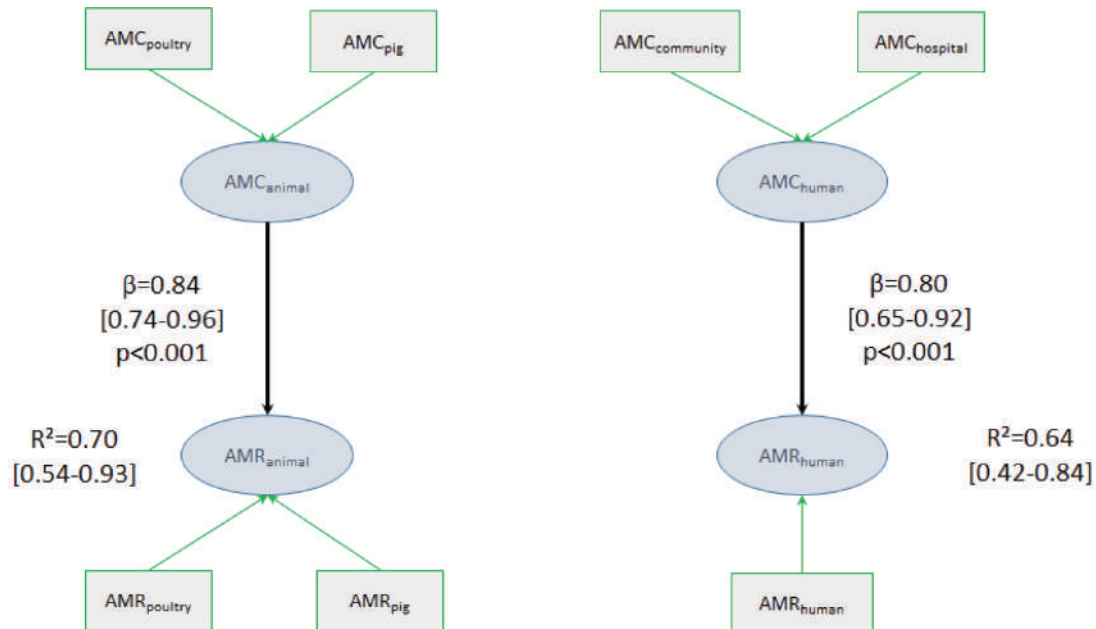 AMCpoultry
AMCpig
AMCcommunity
AMChospital
AMCanimal
AMChuman
β=0.84
[0.74-0.96]
p<0.001
β=0.80
[0.65-0.92]
p<0.001
R²=0.70
[0.54-0.93]
AMRanimal
AMRhuman
R²=0.64
[0.42-0.84]
AMRpoultry
AMRpig
AMRhuman